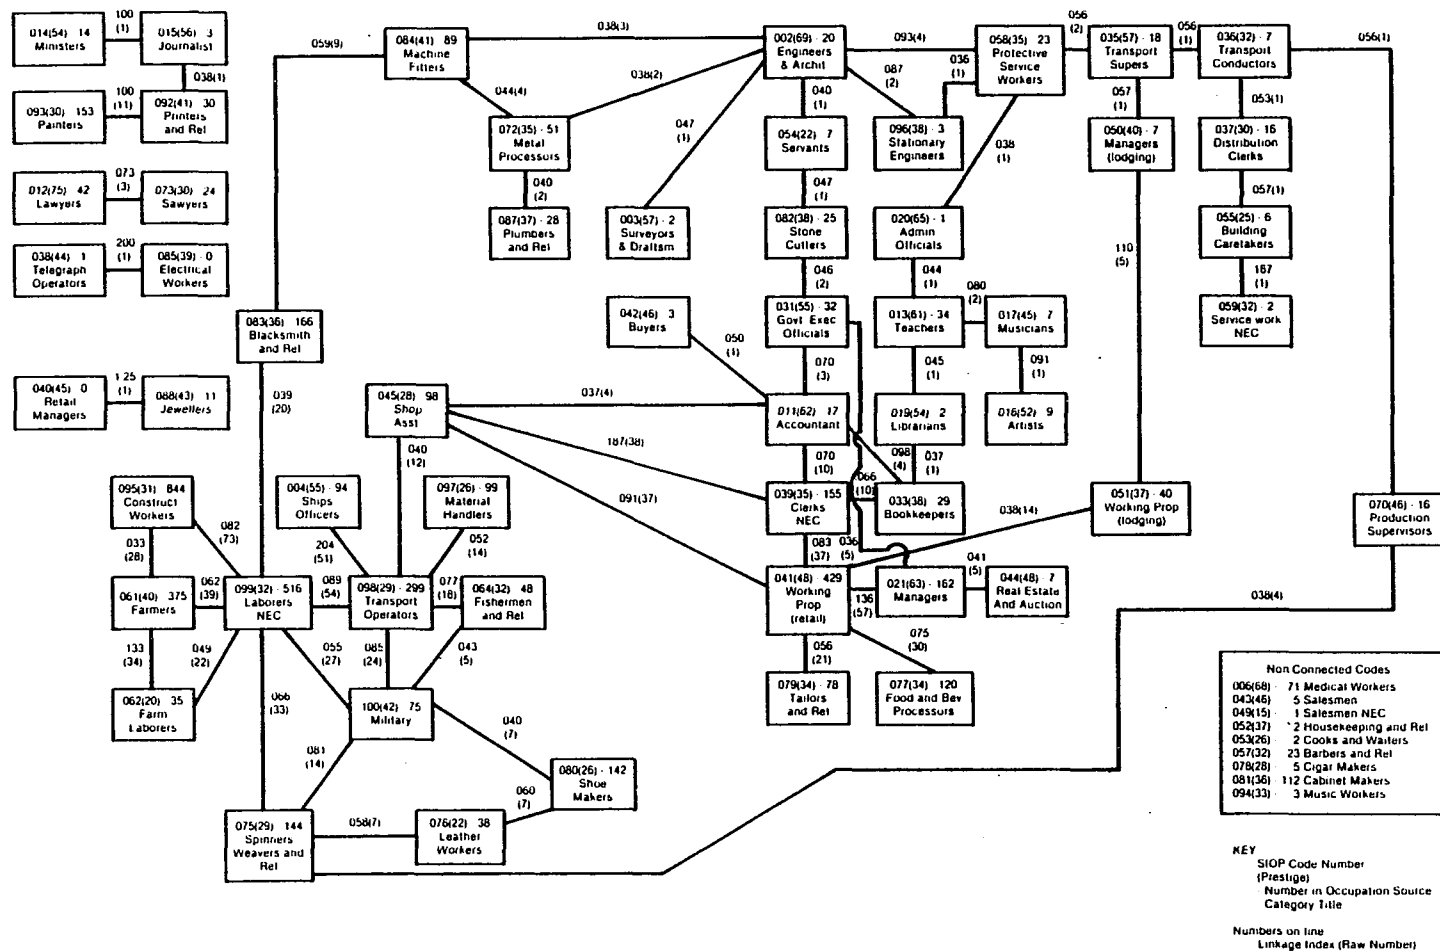 014(54) 14
Ministers
100
(1)
015(56) 3
Journalist
038(1)
093(30) 153
Painters
100
(11)
092(41) 30
Printers
and Rel
012(75) 42
Lawyers
073
(3)
073(30) 24
Sawyers
038(44) 1
Telegraph
Operators
200
(1)
085(39) · 0
Electrical
Workers
040(45) 0
Retail
Managers
1.25
(1)
088(43) 11
Jewellers
059(9)
084(41) 89
Machine
Fitters
038(3)
044(4)
038(2)
072(35) · 51
Metal
Processors
040
(2)
087(37) · 28
Plumbers
and Rel
047
(1)
003(57) · 2
Surveyors
& Draftsm
002(69) · 20
Engineers
& Archit
093(4)
087
(2)
036
(1)
040
(1)
054(22) 7
Servants
096(38) · 3
Stationary
Engineers
047
(1)
082(38) · 25
Stone
Cutters
046
(2)
031(55) · 32
Govt Exec
Officials
070
(3)
042(46) 3
Buyers
050
(1)
011(62) 17
Accountant
070
(10)
098
(4)
058(35) 23
Protective
Service
Workers
038
(1)
020(65) · 1
Admin
Officials
044
(1)
013(61) · 34
Teachers
080
(2)
017(45) 7
Musicians
045
(1)
091
(1)
019(54) 2
Librarians
016(52) 9
Artists
037
(1)
056
(2)
035(57) · 18
Transport
Supers
056
(1)
036(32) · 7
Transport
Conductors
056(1)
057
(1)
053(1)
050(40) · 7
Managers
(lodging)
037(30) · 16
Distribution
Clerks
057(1)
055(25) · 6
Building
Caretakers
110
(5)
167
(1)
059(32) · 2
Service work
NEC
083(36) 166
Blacksmith
and Rel
039
(20)
045(28) 98
Shop
Asst
037(4)
187(38)
091(37)
040
(12)
095(31) 844
Construct
Workers
082
(73)
033
(28)
004(55) · 94
Ships
Officers
204
(51)
097(26) · 99
Material
Handlers
052
(14)
061(40) 375
Farmers
062
(39)
099(32) · 516
Laborers
NEC
089
(54)
098(29) · 299
Transport
Operators
077
(18)
064(32) 48
Fishermen
and Rel
133
(34)
049
(22)
055
(27)
085
(24)
043
(5)
062(20) 35
Farm
Laborers
066
(33)
100(42) 75
Military
081
(14)
040
(7)
080(26) · 142
Shoe
Makers
060
(7)
075(29) 144
Spinners
Weavers and
Rel
058(7)
076(22) 38
Leather
Workers
039(35) · 155
Clerks
NEC
066
(10)
033(38) 29
Bookkeepers
083
(37)
036
(5)
038(14)
051(37) · 40
Working Prop
(lodging)
070(46) · 16
Production
Supervisors
041(48) · 429
Working
Prop
(retail)
136
(57)
021(63) · 162
Managers
041
(5)
044(48) · 7
Real Estate
And Auction
038(4)
056
(21)
075
(30)
079(34) · 78
Tailors
and Rel
077(34) 120
Food and Bev
Processors
Non Connected Codes
006(68) · 71 Medical Workers
043(46) 5 Salesmen
049(15) · 1 Salesmen NEC
052(37) 2 Housekeeping and Rel
053(26) · 2 Cooks and Waiters
057(32) 23 Barbers and Rel
078(28) · 5 Cigar Makers
081(36) · 112 Cabinet Makers
094(33) · 3 Music Workers
KEY
SIOP Code Number
(Prestige)
· Number in Occupation Source
Category Title
Numbers on line
Linkage Index (Raw Number)